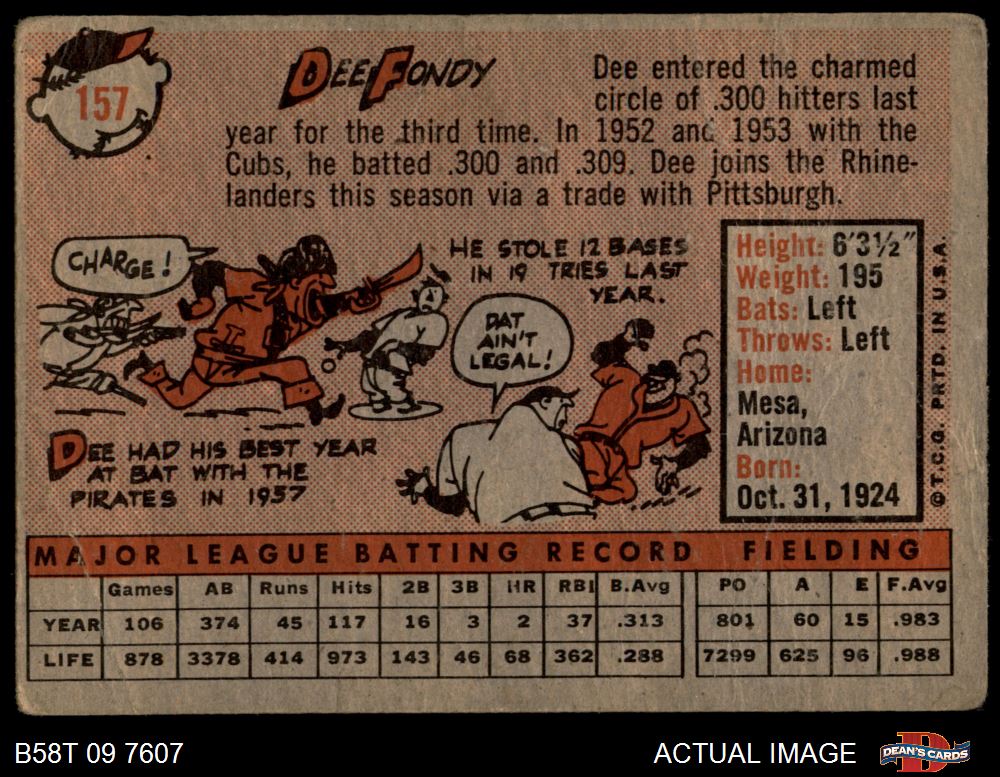 157
DEE FONDY
Dee entered the charmed
circle of .300 hitters last
year for the third time. In 1952 and 1953 with the
Cubs, he batted .300 and .309. Dee joins the Rhine-
landers this season via a trade with Pittsburgh.
CHARGE!
HE STOLE 12 BASES
IN 19 TRIES LAST
YEAR.
DAT
AIN'T
LEGAL!
DEE HAD HIS BEST YEAR
AT BAT WITH THE
PIRATES IN 1957
Height: 6'3½"
Weight: 195
Bats: Left
Throws: Left
Home:
Mesa,
Arizona
Born:
Oct. 31, 1924
©T.C.G. PRTD. IN U.S.A.
MAJOR LEAGUE BATTING RECORD FIELDING
Games AB Runs Hits 2B 3B HR RBI B.Avg PO A E F.Avg
YEAR 106 374 45 117 16 3 2 37 .313 801 60 15 .983
LIFE 878 3378 414 973 143 46 68 362 .288 7299 625 96 .988
B58T 09 7607
ACTUAL IMAGE
DEAN'S CARDS